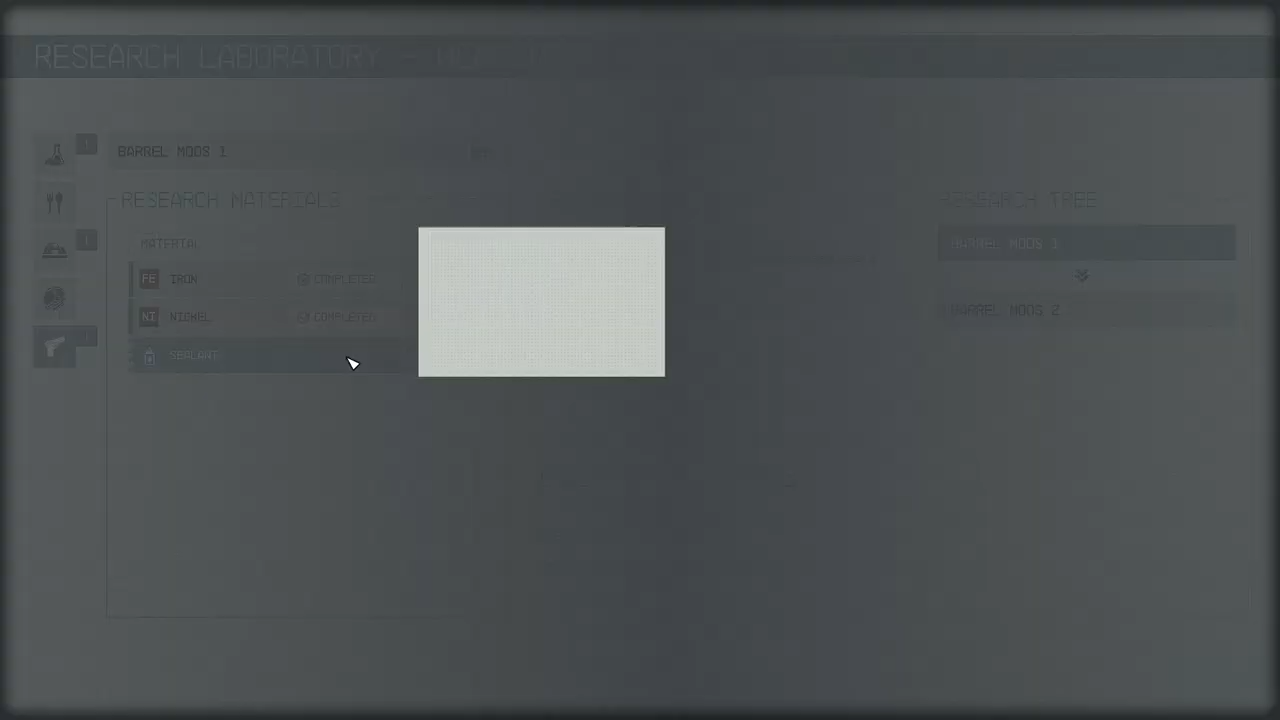 RESEARCH LABORATORY
1
BARREL MODS 1
RESEARCH MATERIALS
RESEARCH TREE
MATERIAL
BARREL MODS 1
FE IRON COMPLETED
NI NICKEL COMPLETED
BARREL MODS 2
SEALANT